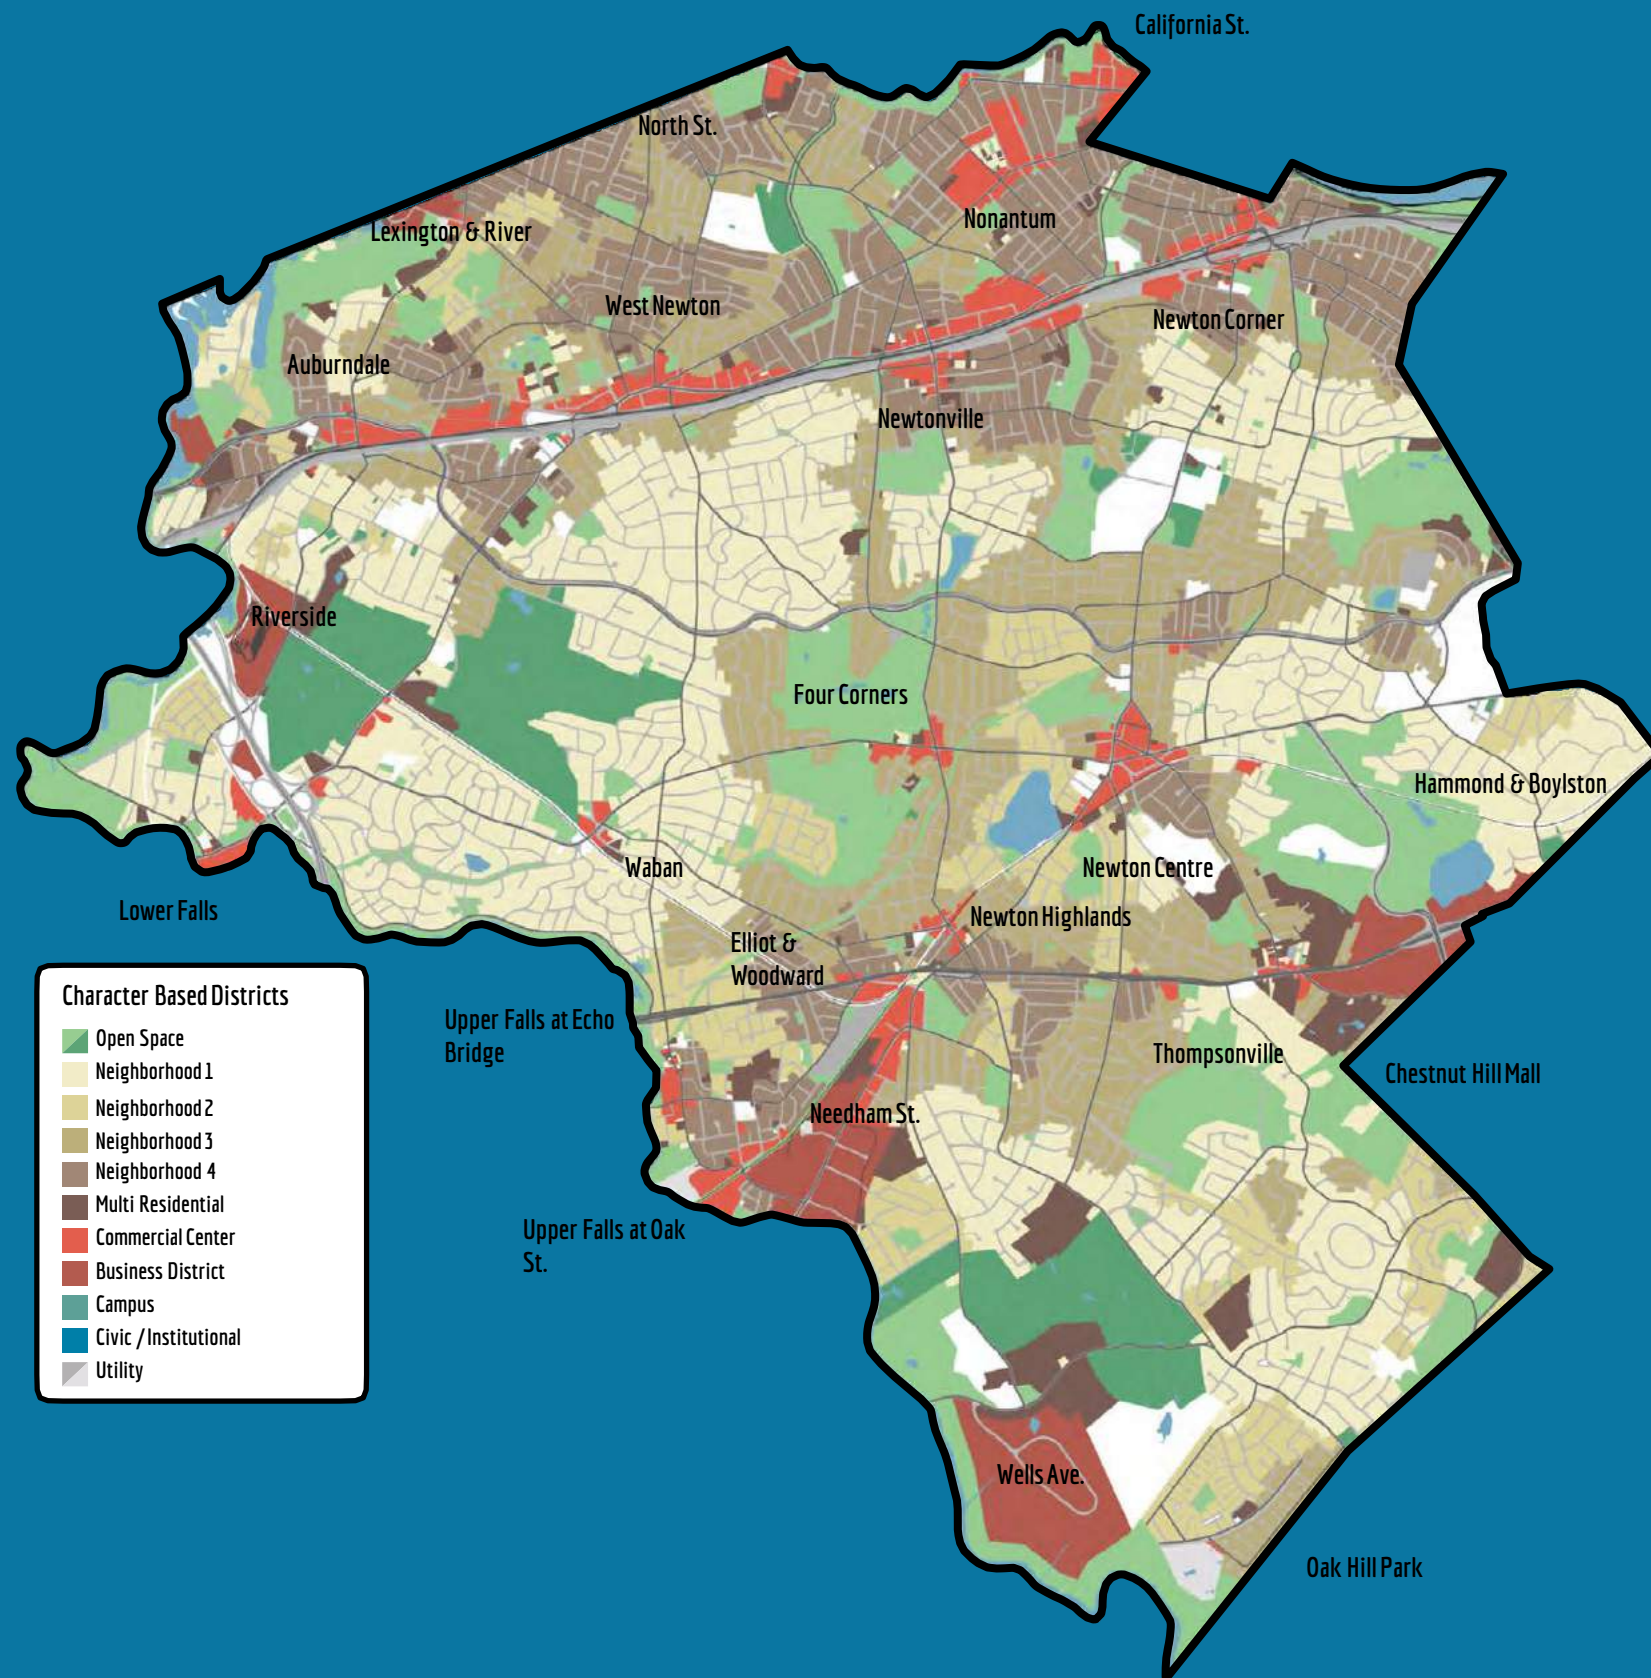 California St.
North St.
Nonantum
Lexington & River
West Newton
Newton Corner
Auburndale
Newtonville
Riverside
Four Corners
Hammond & Boylston
Waban
Newton Centre
Lower Falls
Newton Highlands
Elliot &
Woodward
Upper Falls at Echo
Bridge
Thompsonville
Chestnut Hill Mall
Needham St.
Upper Falls at Oak
St.
Wells Ave.
Oak Hill Park
Character Based Districts
Open Space
Neighborhood 1
Neighborhood 2
Neighborhood 3
Neighborhood 4
Multi Residential
Commercial Center
Business District
Campus
Civic / Institutional
Utility